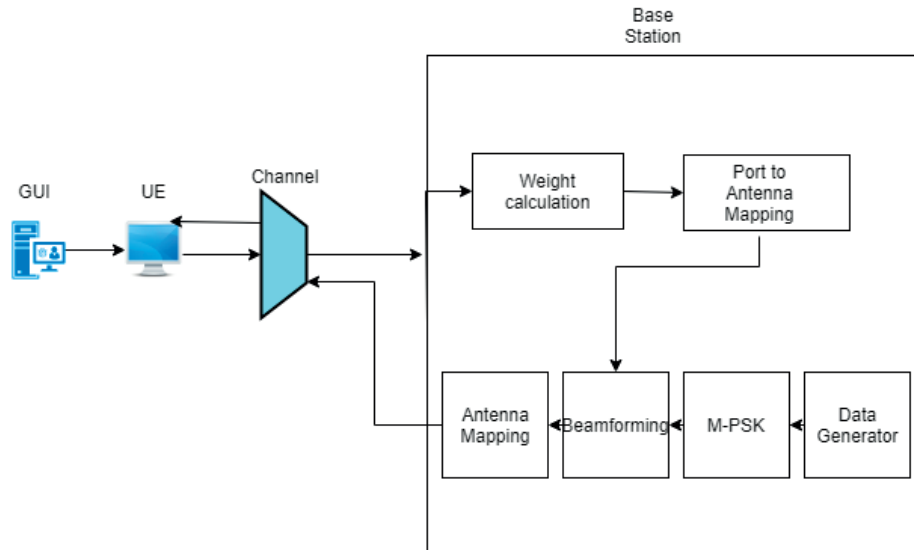 Base
Station
GUI
UE
Channel
Weight
calculation
Port to
Antenna
Mapping
Antenna
Mapping
Beamforming
M-PSK
Data
Generator